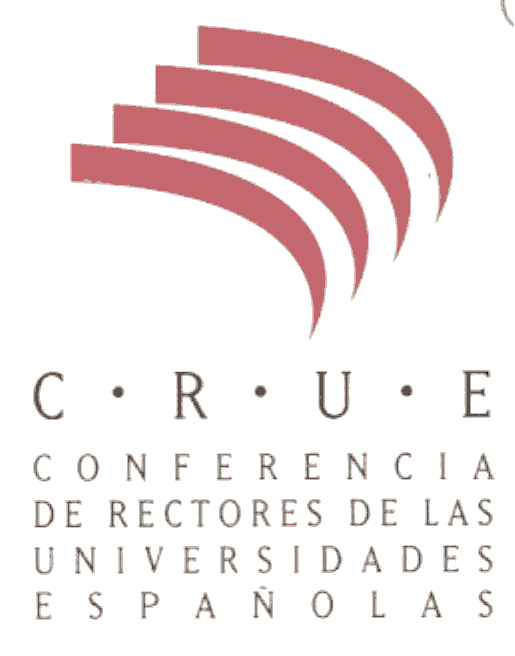 C·R·U·E
CONFERENCIA
DE RECTORES DE LAS
UNIVERSIDADES
ESPAÑOLAS